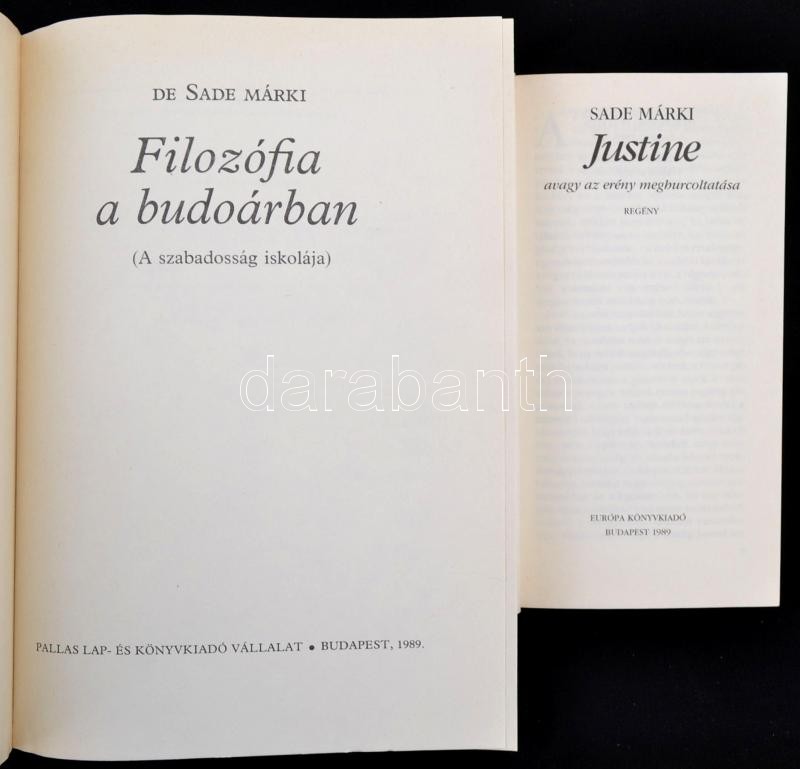 DE SADE MÁRKI
Filozófia
a budoárban
(A szabadosság iskolája)
PALLAS LAP- ÉS KÖNYVKIADÓ VÁLLALAT • BUDAPEST, 1989.
SADE MÁRKI
Justine
avagy az erény meghurcoltatása
REGÉNY
EURÓPA KÖNYVKIADÓ
BUDAPEST 1989
darabanth